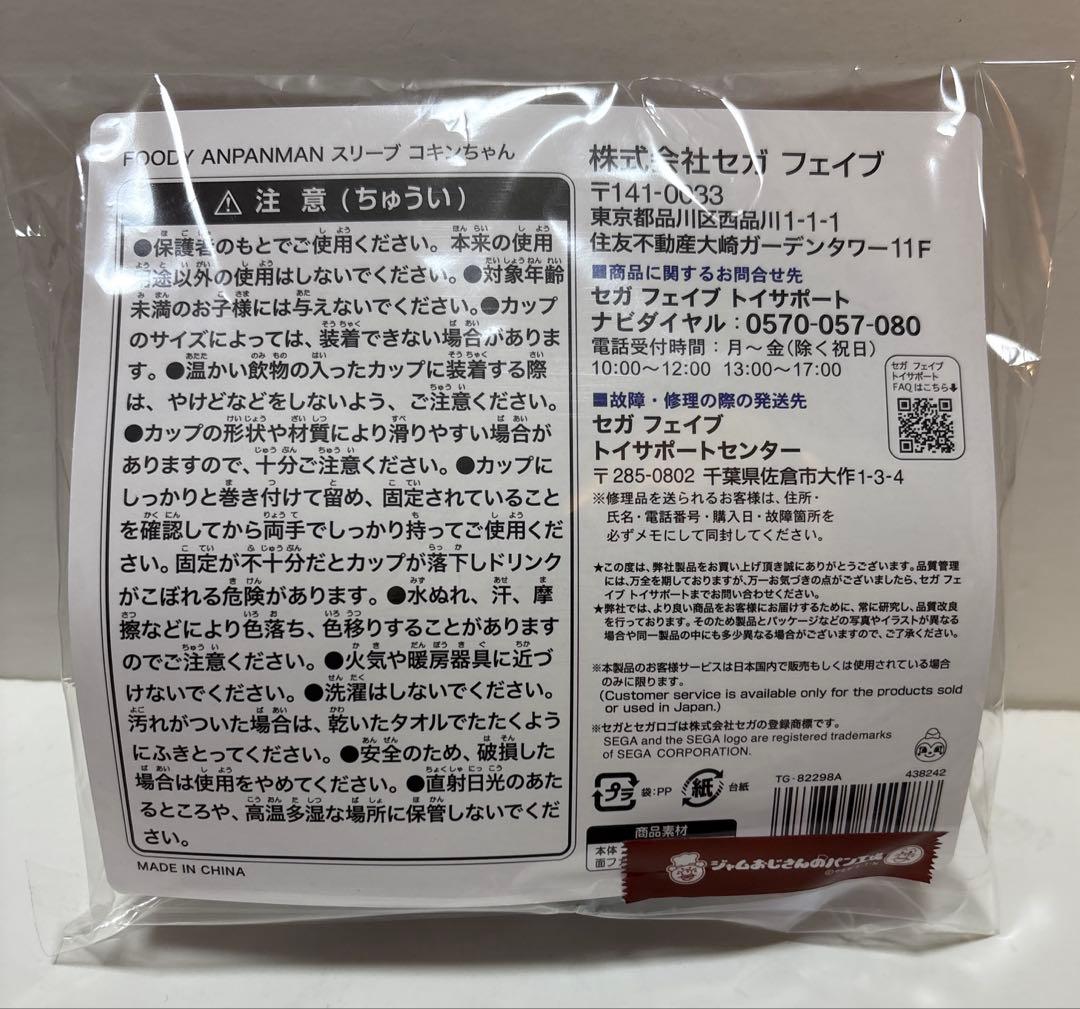 FOODY ANPANMAN スリーブ コキンちゃん
⚠ 注 意 (ちゅうい)
●保護者のもとでご使用ください。本来の使用
用途以外の使用はしないでください。●対象年齢
未満のお子様には与えないでください。●カップ
のサイズによっては、装着できない場合がありま
す。●温かい飲物の入ったカップに装着する際
は、やけどなどをしないよう、ご注意ください。
●カップの形状や材質により滑りやすい場合が
ありますので、十分ご注意ください。●カップに
しっかりと巻き付けて留め、固定されていること
を確認してから両手でしっかり持ってご使用くだ
さい。固定が不十分だとカップが落下しドリンク
がこぼれる危険があります。●水ぬれ、汗、摩
擦などにより色落ち、色移りすることがあります
のでご注意ください。●火気や暖房器具に近づ
けないでください。●洗濯はしないでください。
汚れがついた場合は、乾いたタオルでたたくよう
にふきとってください。●安全のため、破損した
場合は使用をやめてください。●直射日光のあた
るところや、高温多湿な場所に保管しないでくだ
さい。
MADE IN CHINA
株式会社セガ フェイブ
〒141-0033
東京都品川区西品川1-1-1
住友不動産大崎ガーデンタワー11F
■商品に関するお問合せ先
セガ フェイブ トイサポート
ナビダイヤル:0570-057-080
電話受付時間:月～金(除く祝日)
10:00～12:00 13:00～17:00
セガ フェイブ
トイサポート
FAQはこちら
■故障・修理の際の発送先
セガ フェイブ
トイサポートセンター
〒285-0802 千葉県佐倉市大作1-3-4
※修理品を送られるお客様は、住所・
氏名・電話番号・購入日・故障箇所を
必ずメモにして同封してください。
★この度は、弊社製品をお買い上げ頂き誠にありがとうございます。品質管理
には、万全を期しておりますが、万一お気づきの点がございましたら、セガ フェ
イブ トイサポートまでお問い合わせください。
★弊社では、より良い商品をお客様にお届けするために、常に研究し、品質改良
を行っております。そのため製品とパッケージなどの写真やイラストが異なる
場合や同一製品の中にも多少異なる場合がございますので、ご了承ください。
※本製品のお客様サービスは日本国内で販売もしくは使用されている場合
のみに限ります。
(Customer service is available only for the products sold
or used in Japan.)
※セガとセガロゴは株式会社セガの登録商標です。
SEGA and the SEGA logo are registered trademarks
of SEGA CORPORATION.
プラ 袋:PP 紙 台紙
TG-82298A 438242
商品素材
本体
面フ
ジャムおじさんのパン工場